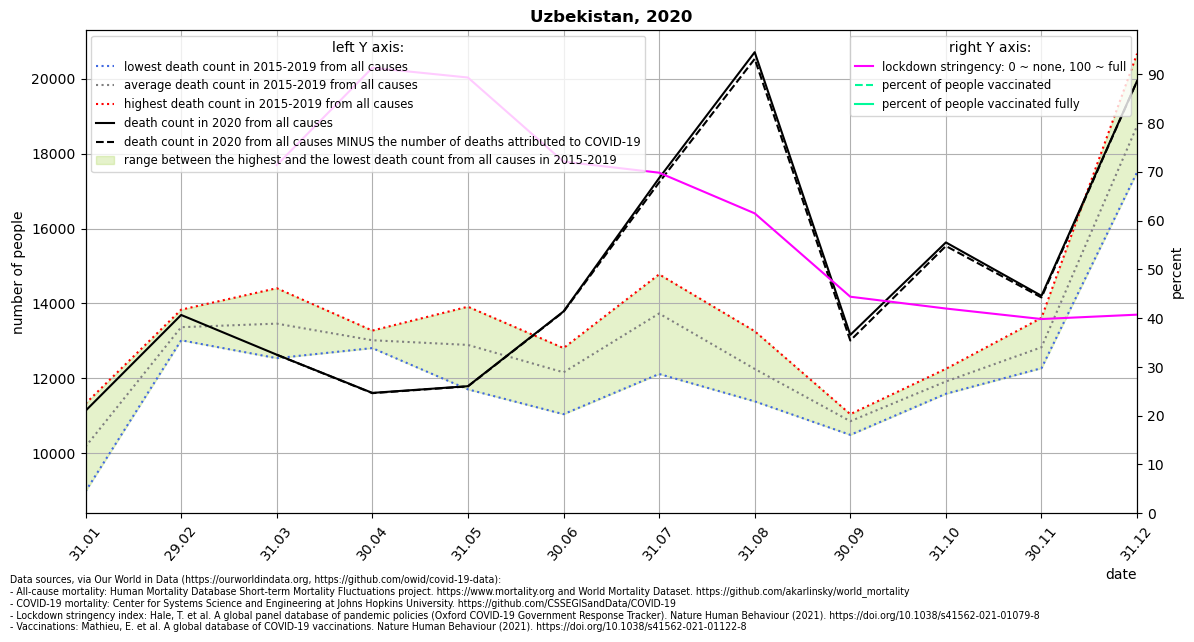 Uzbekistan, 2020
left Y axis:
lowest death count in 2015-2019 from all causes
average death count in 2015-2019 from all causes
highest death count in 2015-2019 from all causes
death count in 2020 from all causes
death count in 2020 from all causes MINUS the number of deaths attributed to COVID-19
range between the highest and the lowest death count from all causes in 2015-2019
right Y axis:
lockdown stringency: 0 ~ none, 100 ~ full
percent of people vaccinated
percent of people vaccinated fully
number of people
20000
18000
16000
14000
12000
10000
percent
90
80
70
60
50
40
30
20
10
0
31.01
29.02
31.03
30.04
31.05
30.06
31.07
31.08
30.09
31.10
30.11
31.12
date
Data sources, via Our World in Data (https://ourworldindata.org, https://github.com/owid/covid-19-data):
- All-cause mortality: Human Mortality Database Short-term Mortality Fluctuations project. https://www.mortality.org and World Mortality Dataset. https://github.com/akarlinsky/world_mortality
- COVID-19 mortality: Center for Systems Science and Engineering at Johns Hopkins University. https://github.com/CSSEGISandData/COVID-19
- Lockdown stringency index: Hale, T. et al. A global panel database of pandemic policies (Oxford COVID-19 Government Response Tracker). Nature Human Behaviour (2021). https://doi.org/10.1038/s41562-021-01079-8
- Vaccinations: Mathieu, E. et al. A global database of COVID-19 vaccinations. Nature Human Behaviour (2021). https://doi.org/10.1038/s41562-021-01122-8